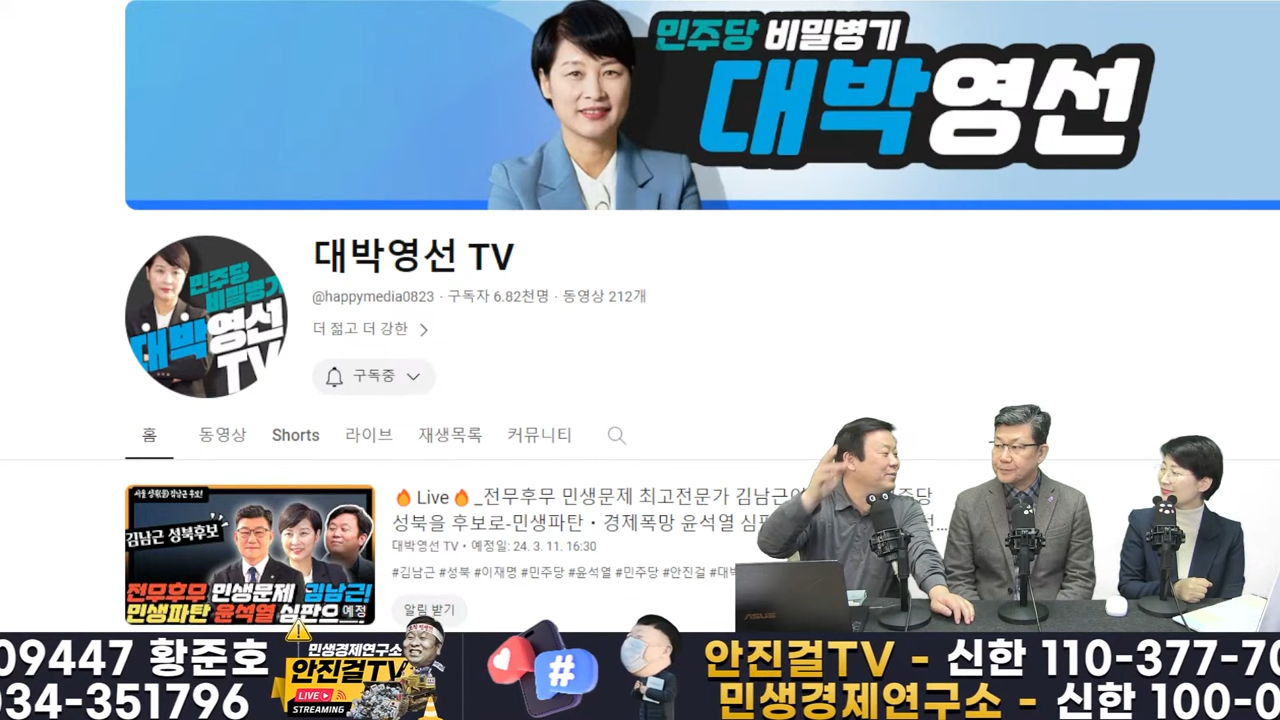 민주당 비밀병기
대박영선
민주당
비밀병기
대박영선
TV
대박영선 TV
@happymedia0823 · 구독자 6.82천명 · 동영상 212개
더 젊고 더 강한
구독중
홈 동영상 Shorts 라이브 재생목록 커뮤니티
김남근 성북후보
전무후무 민생문제 김남근!
민생파탄 윤석열 심판으
예정
🔥 Live 🔥 _전무후무 민생문제 최고전문가 김남근
성북을 후보로-민생파탄・경제폭망 윤석열
대박영선 TV • 예정일: 24. 3. 11. 16:30
#김남근 #성북 #이재명 #민주당 #윤석열 #민주당 #안진걸
알림 받기
ASUS
09447 황준호
034-351796
민생경제연구소
안진걸TV
LIVE
STREAMING
#
안진걸TV - 신한 110-377-70
민생경제연구소 - 신한 100-0